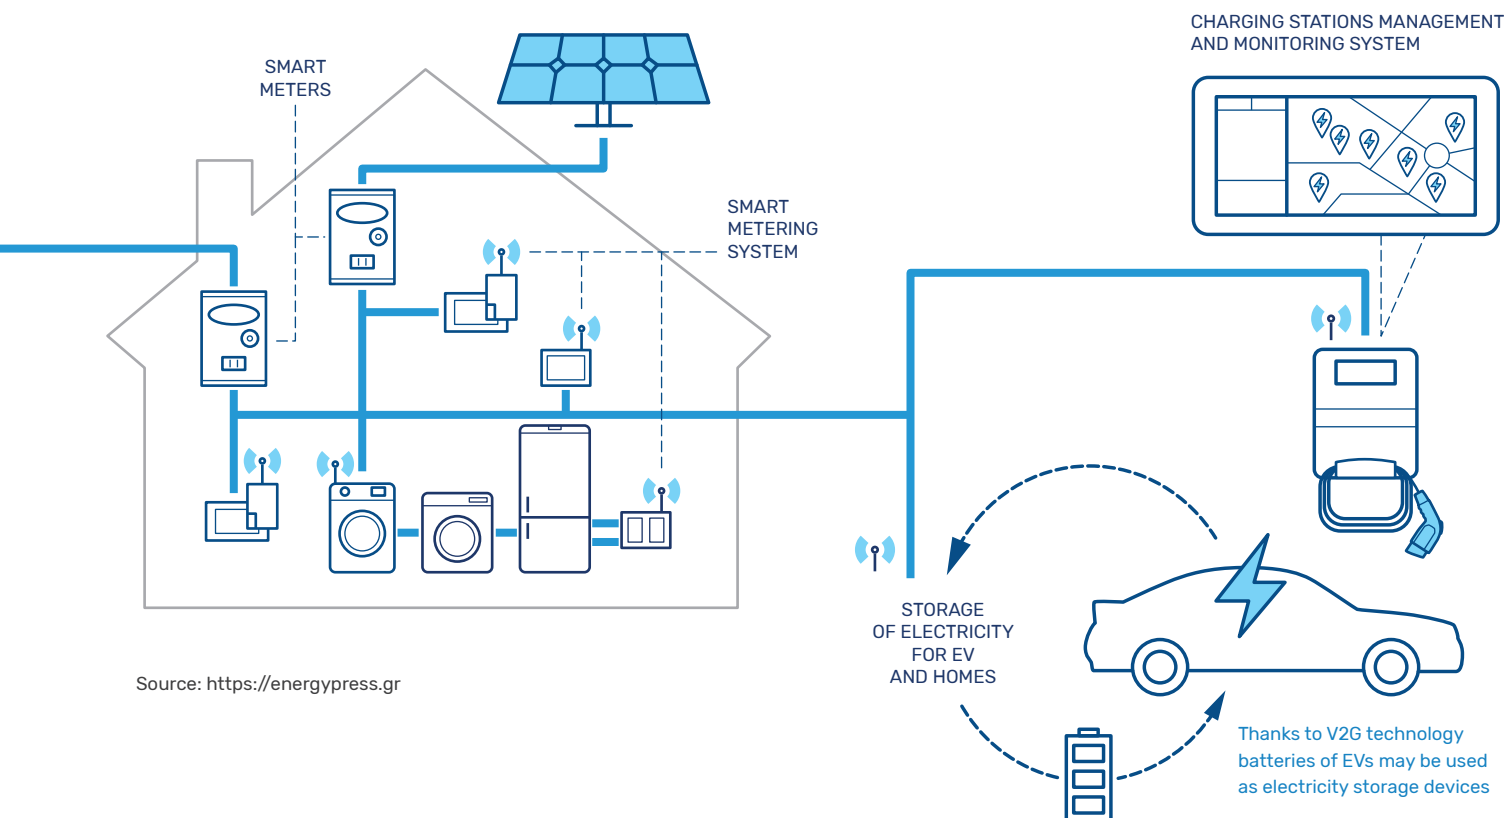 CHARGING STATIONS MANAGEMENT
AND MONITORING SYSTEM
SMART
METERS
SMART
METERING
SYSTEM
STORAGE
OF ELECTRICITY
FOR EV
AND HOMES
Source: https://energypress.gr
Thanks to V2G technology
batteries of EVs may be used
as electricity storage devices